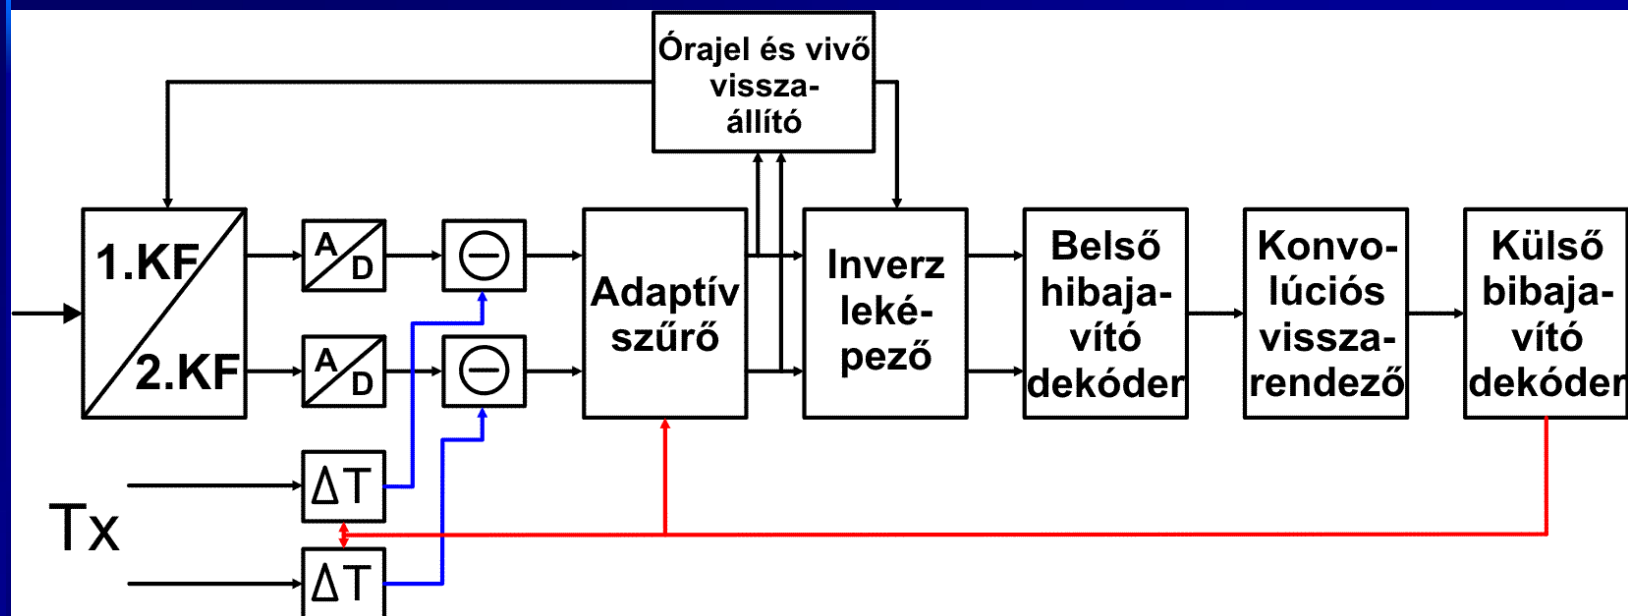 Órajel és vivő
vissza-
állító
1.KF
2.KF
A
D
⊖
A
D
⊖
Adaptív
szűrő
Inverz
leké-
pező
Belső
hibaja-
vító
dekóder
Konvo-
lúciós
vissza-
rendező
Külső
bibaja-
vító
dekóder
Tx
ΔT
ΔT